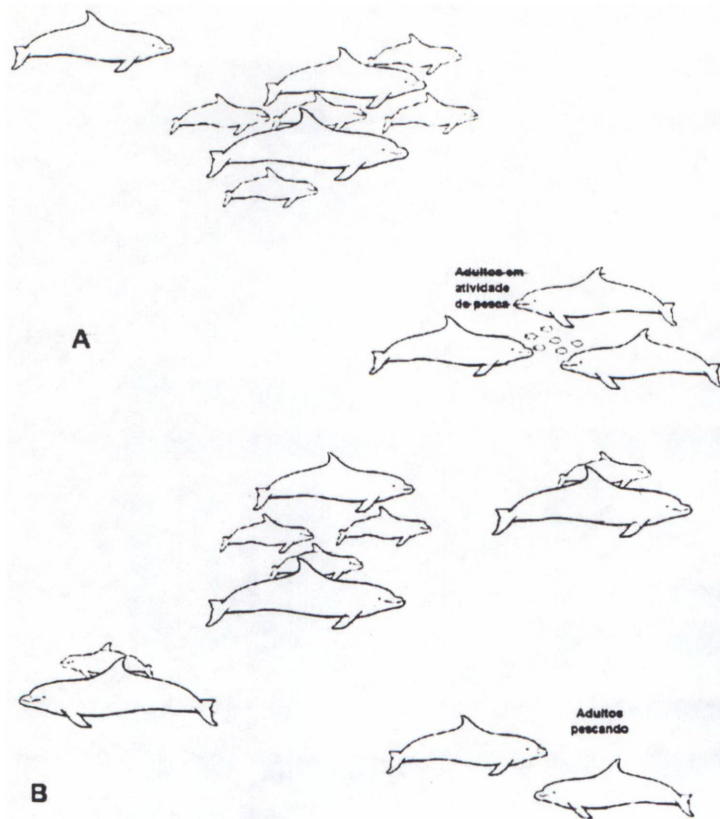 Adultos em
atividade
de pesca
A
Adultos
pescando
B